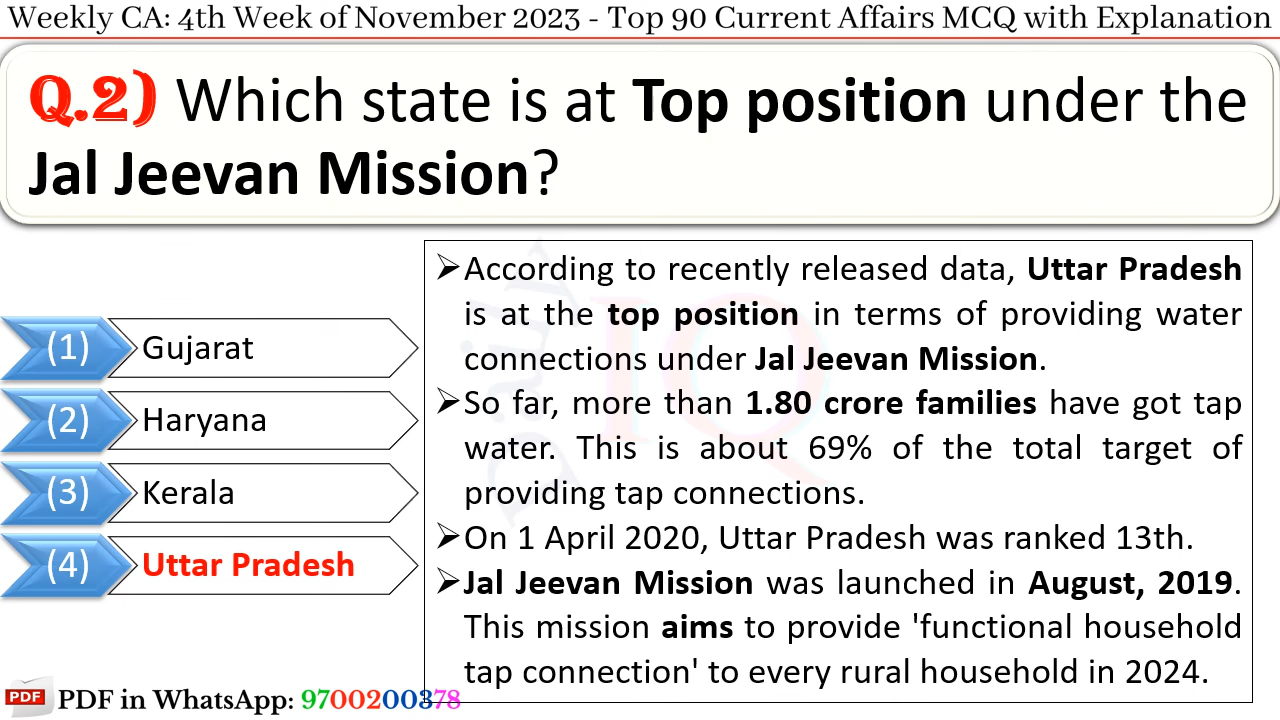 Weekly CA: 4th Week of November 2023 - Top 90 Current Affairs MCQ with Explanation
Q.2) Which state is at Top position under the
Jal Jeevan Mission?
(1) Gujarat
(2) Haryana
(3) Kerala
(4) Uttar Pradesh
➢According to recently released data, Uttar Pradesh
is at the top position in terms of providing water
connections under Jal Jeevan Mission.
➢So far, more than 1.80 crore families have got tap
water. This is about 69% of the total target of
providing tap connections.
➢On 1 April 2020, Uttar Pradesh was ranked 13th.
➢Jal Jeevan Mission was launched in August, 2019.
This mission aims to provide 'functional household
tap connection' to every rural household in 2024.
Daily
IQ
PDF PDF in WhatsApp: 9700200378